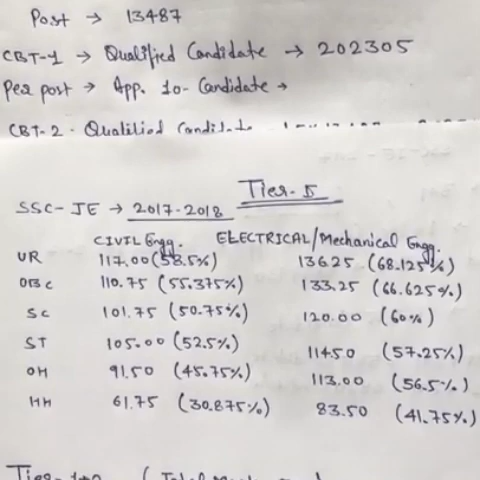 Post → 13487
CBT-1 → Qualified Candidate → 202305
Per post → App. 10- Candidate →
CBT-2 · Qualified Candidate
Tier-I
SSC-JE → 2017-2018
CIVIL Engg. ELECTRICAL/Mechanical Engg.
UR 117.00 (58.5%) 136.25 (68.125%)
OBC 110.75 (55.375%) 133.25 (66.625%)
SC 101.75 (50.75%) 120.00 (60%)
ST 105.00 (52.5%) 114.50 (57.25%)
OH 91.50 (45.75%) 113.00 (56.5%)
HH 61.75 (30.875%) 83.50 (41.75%)